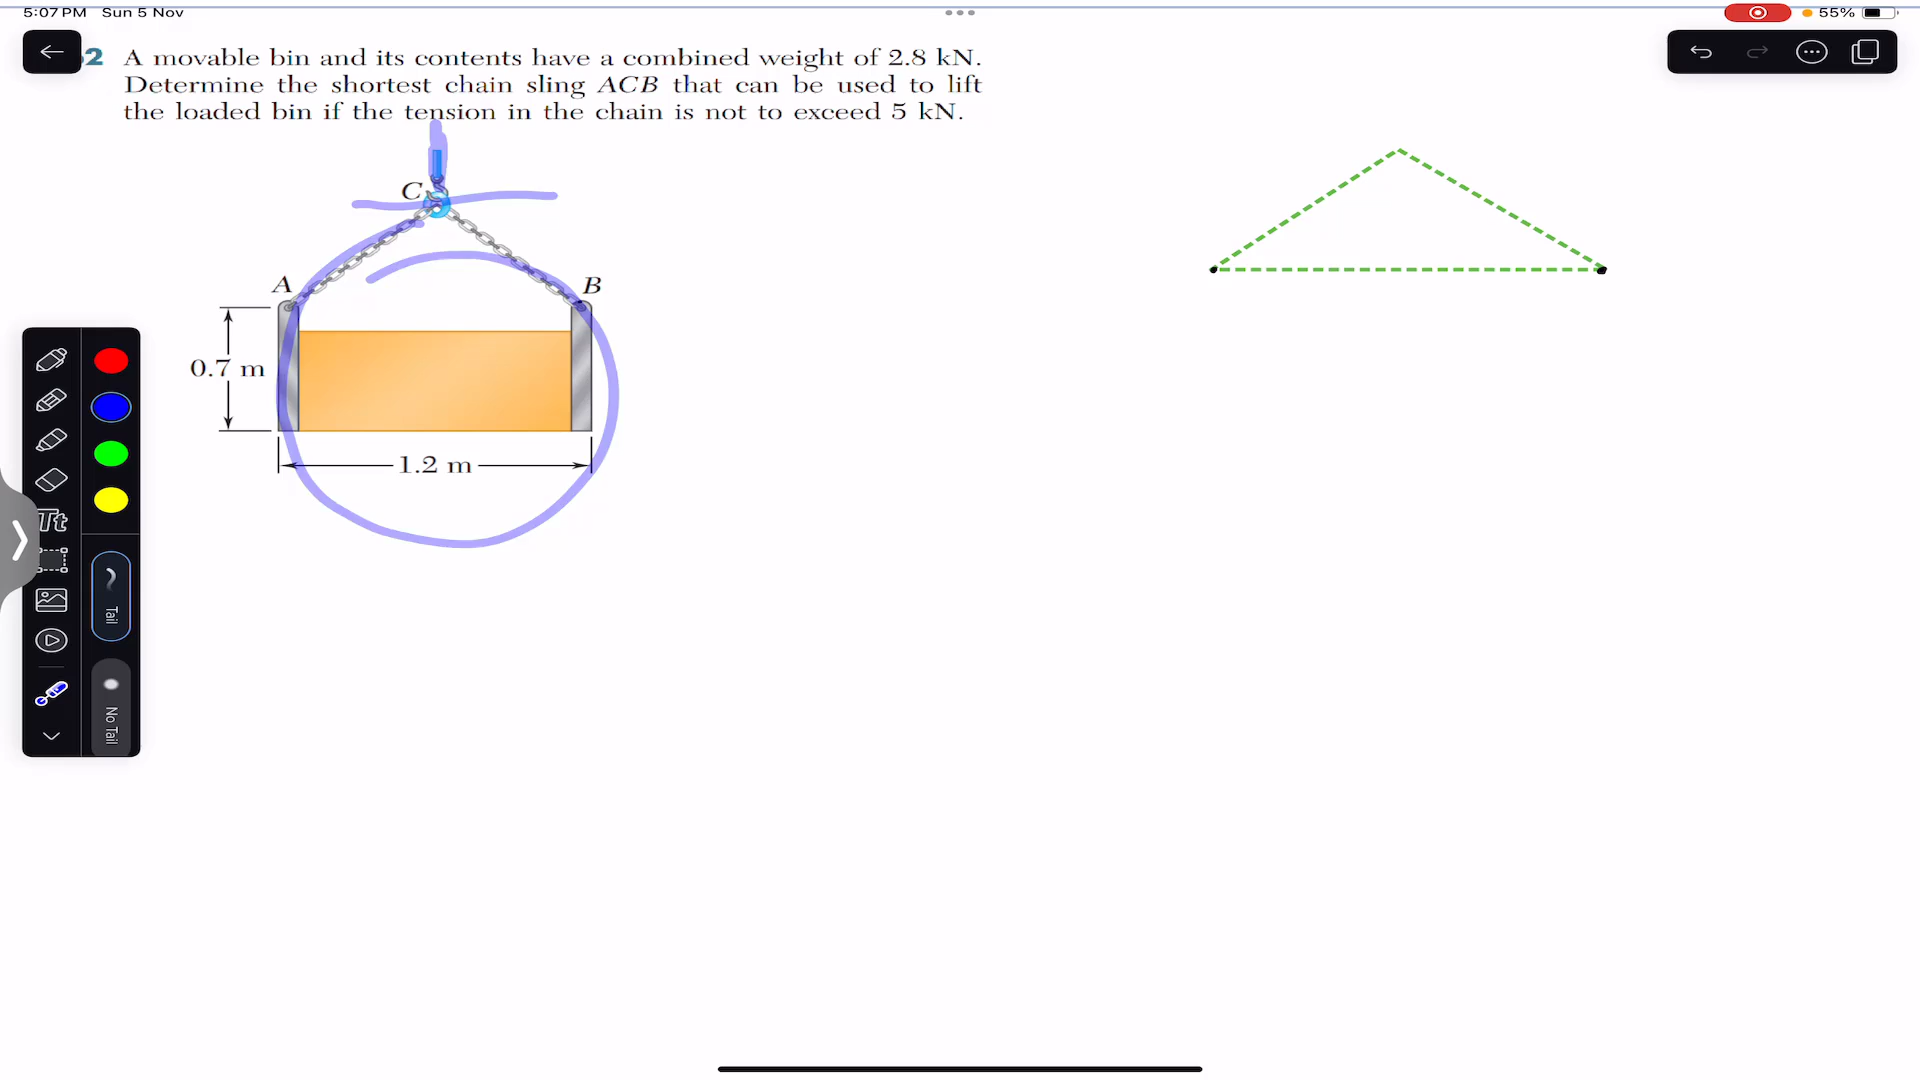 5:07 PM Sun 5 Nov
55%
2 A movable bin and its contents have a combined weight of 2.8 kN.
Determine the shortest chain sling ACB that can be used to lift
the loaded bin if the tension in the chain is not to exceed 5 kN.
C
A
B
0.7 m
1.2 m
Tt
Tail
No Tail